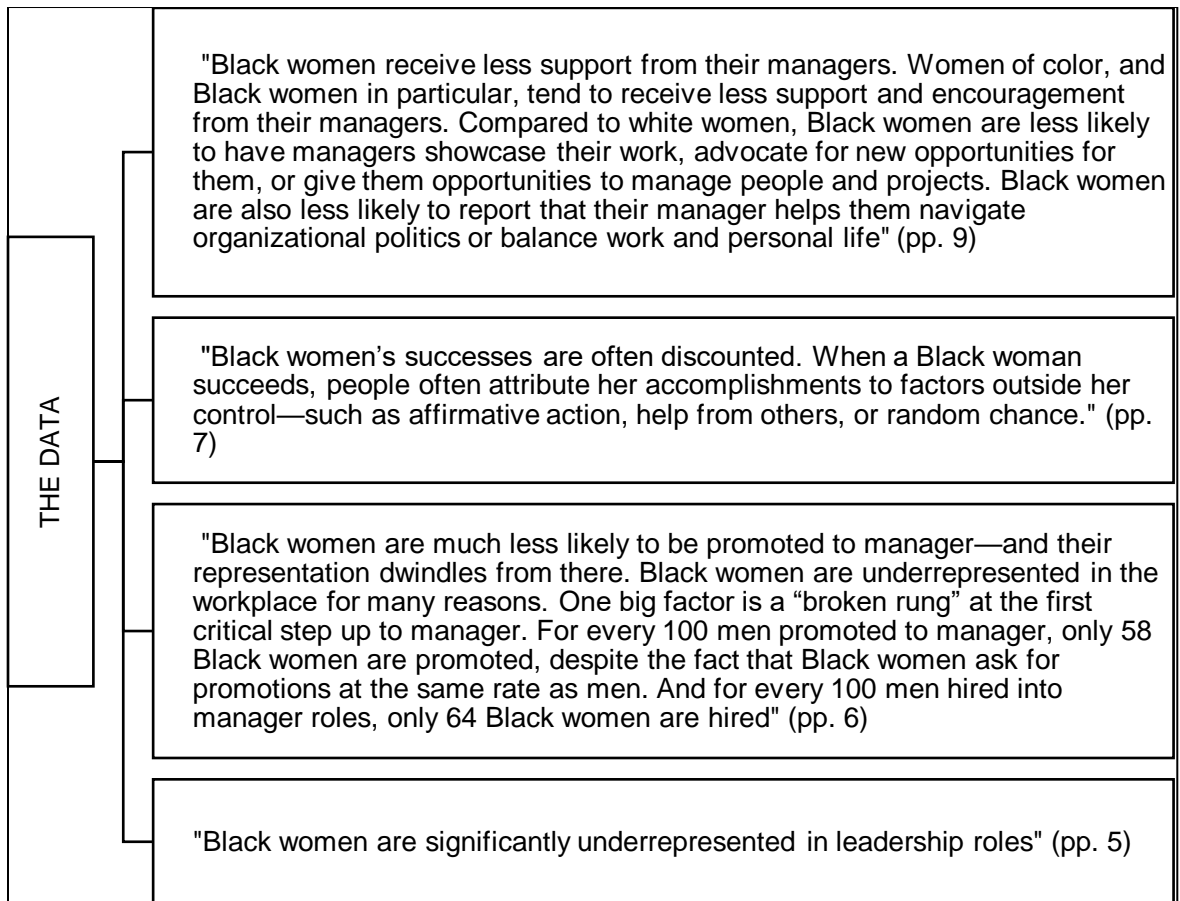 THE DATA
"Black women receive less support from their managers. Women of color, and
Black women in particular, tend to receive less support and encouragement
from their managers. Compared to white women, Black women are less likely
to have managers showcase their work, advocate for new opportunities for
them, or give them opportunities to manage people and projects. Black women
are also less likely to report that their manager helps them navigate
organizational politics or balance work and personal life" (pp. 9)
"Black women’s successes are often discounted. When a Black woman
succeeds, people often attribute her accomplishments to factors outside her
control—such as affirmative action, help from others, or random chance." (pp.
7)
"Black women are much less likely to be promoted to manager—and their
representation dwindles from there. Black women are underrepresented in the
workplace for many reasons. One big factor is a “broken rung” at the first
critical step up to manager. For every 100 men promoted to manager, only 58
Black women are promoted, despite the fact that Black women ask for
promotions at the same rate as men. And for every 100 men hired into
manager roles, only 64 Black women are hired" (pp. 6)
"Black women are significantly underrepresented in leadership roles" (pp. 5)